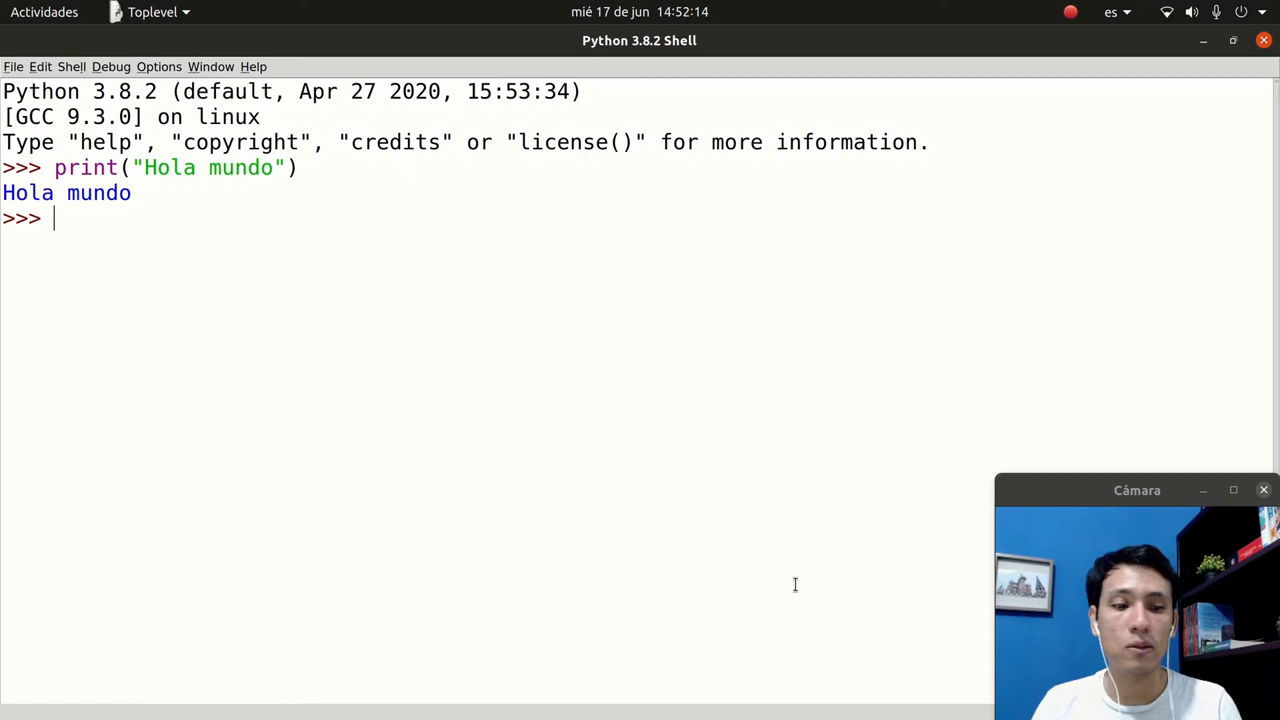 Actividades
Toplevel
mié 17 de jun 14:52:14
es
Python 3.8.2 Shell
File Edit Shell Debug Options Window Help
Python 3.8.2 (default, Apr 27 2020, 15:53:34)
[GCC 9.3.0] on linux
Type "help", "copyright", "credits" or "license()" for more information.
>>> print("Hola mundo")
Hola mundo
>>>
Cámara